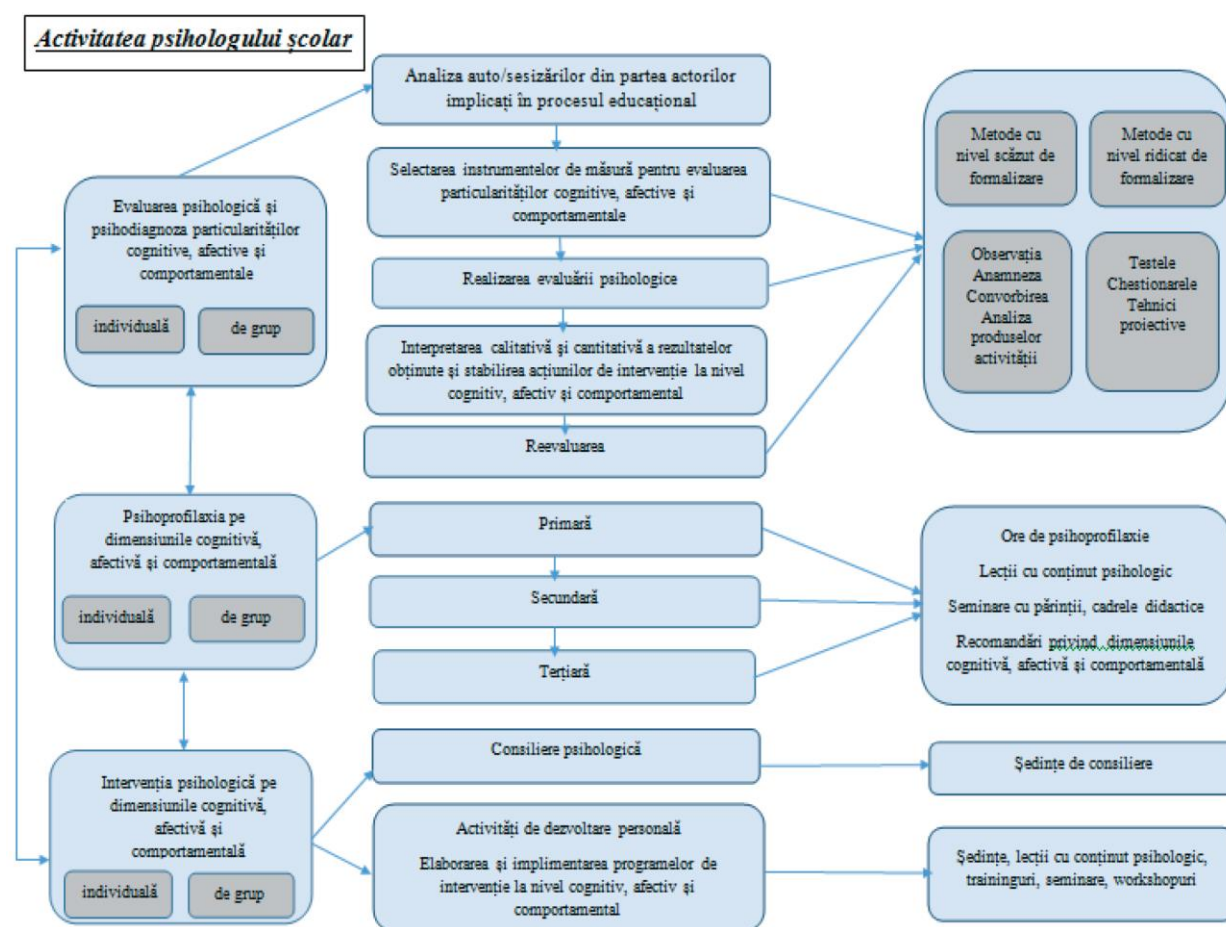 Activitatea psihologului școlar
Analiza auto/sesizărilor din partea actorilor
implicați în procesul educațional
Selectarea instrumentelor de măsură pentru evaluarea
particularităților cognitive, afective și
comportamentale
Realizarea evaluării psihologice
Interpretarea calitativă și cantitativă a rezultatelor
obținute și stabilirea acțiunilor de intervenție la nivel
cognitiv, afectiv și comportamental
Reevaluarea
Evaluarea psihologică și
psihodiagnoza particularităților
cognitive, afective și
comportamentale
individuală
de grup
Metode cu
nivel scăzut de
formalizare
Metode cu
nivel ridicat de
formalizare
Observația
Anamneza
Convorbirea
Analiza
produselor
activității
Testele
Chestionarele
Tehnici
proiective
Psihoprofilaxia pe
dimensiunile cognitivă,
afectivă și comportamentală
individuală
de grup
Primară
Secundară
Terțiară
Ore de psihoprofilaxie
Lecții cu conținut psihologic
Seminare cu părinții, cadrele didactice
Recomandări privind dimensiunile
cognitivă, afectivă și comportamentală
Intervenția psihologică pe
dimensiunile cognitivă,
afectivă și
comportamentală
individuală
de grup
Consiliere psihologică
Ședințe de consiliere
Activități de dezvoltare personală
Elaborarea și implimentarea programelor de
intervenție la nivel cognitiv, afectiv și
comportamental
Ședințe, lecții cu conținut psihologic,
traininguri, seminare, workshopuri